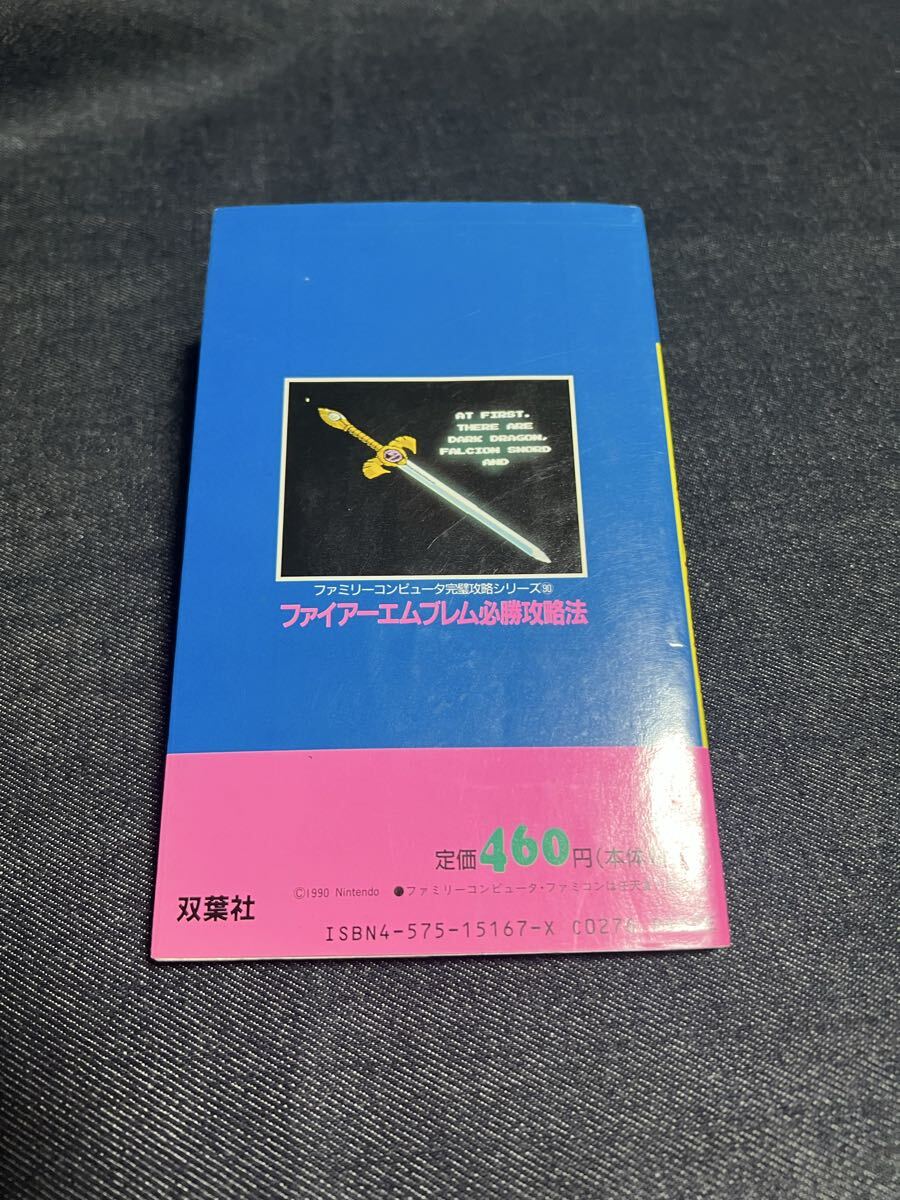 AT FIRST.
THERE ARE
DARK DRAGON,
FALCION SWORD
AND
ファミリーコンピュータ完璧攻略シリーズ90
ファイアーエムブレム必勝攻略法
定価460円(本体
©1990 Nintendo ●ファミリーコンピュータ・ファミコンは任天
双葉社
ISBN4-575-15167-X C027